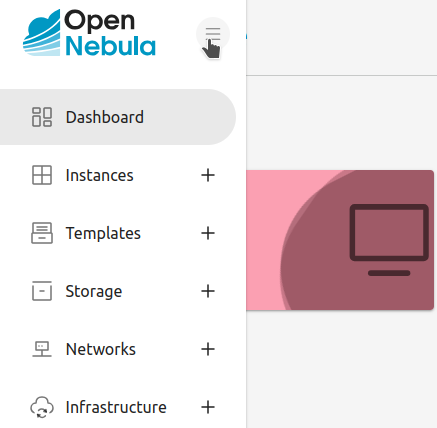 Open
Nebula
Dashboard
Instances
Templates
Storage
Networks
Infrastructure